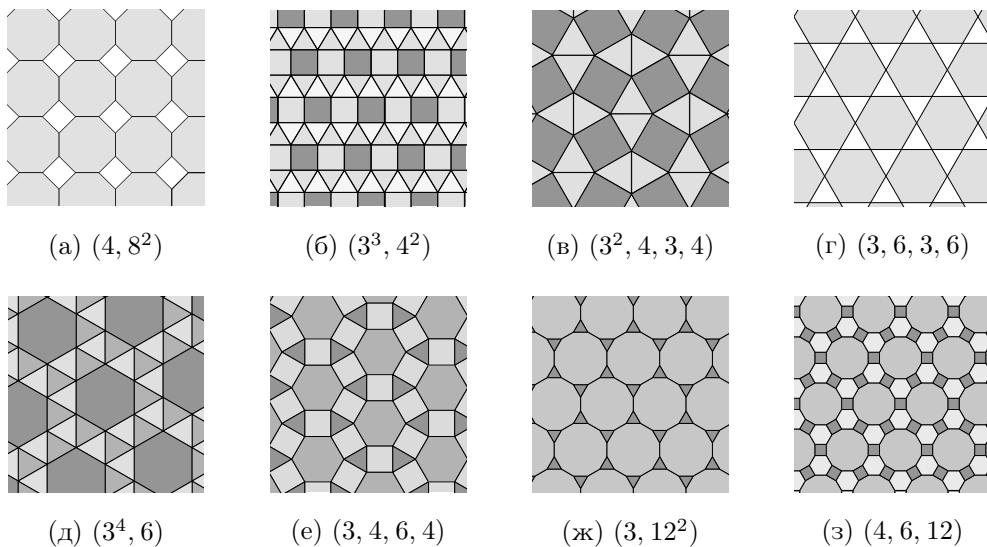 (а) (4, 8²) (б) (3³, 4²) (в) (3², 4, 3, 4) (г) (3, 6, 3, 6)
(д) (3⁴, 6) (е) (3, 4, 6, 4) (ж) (3, 12²) (з) (4, 6, 12)